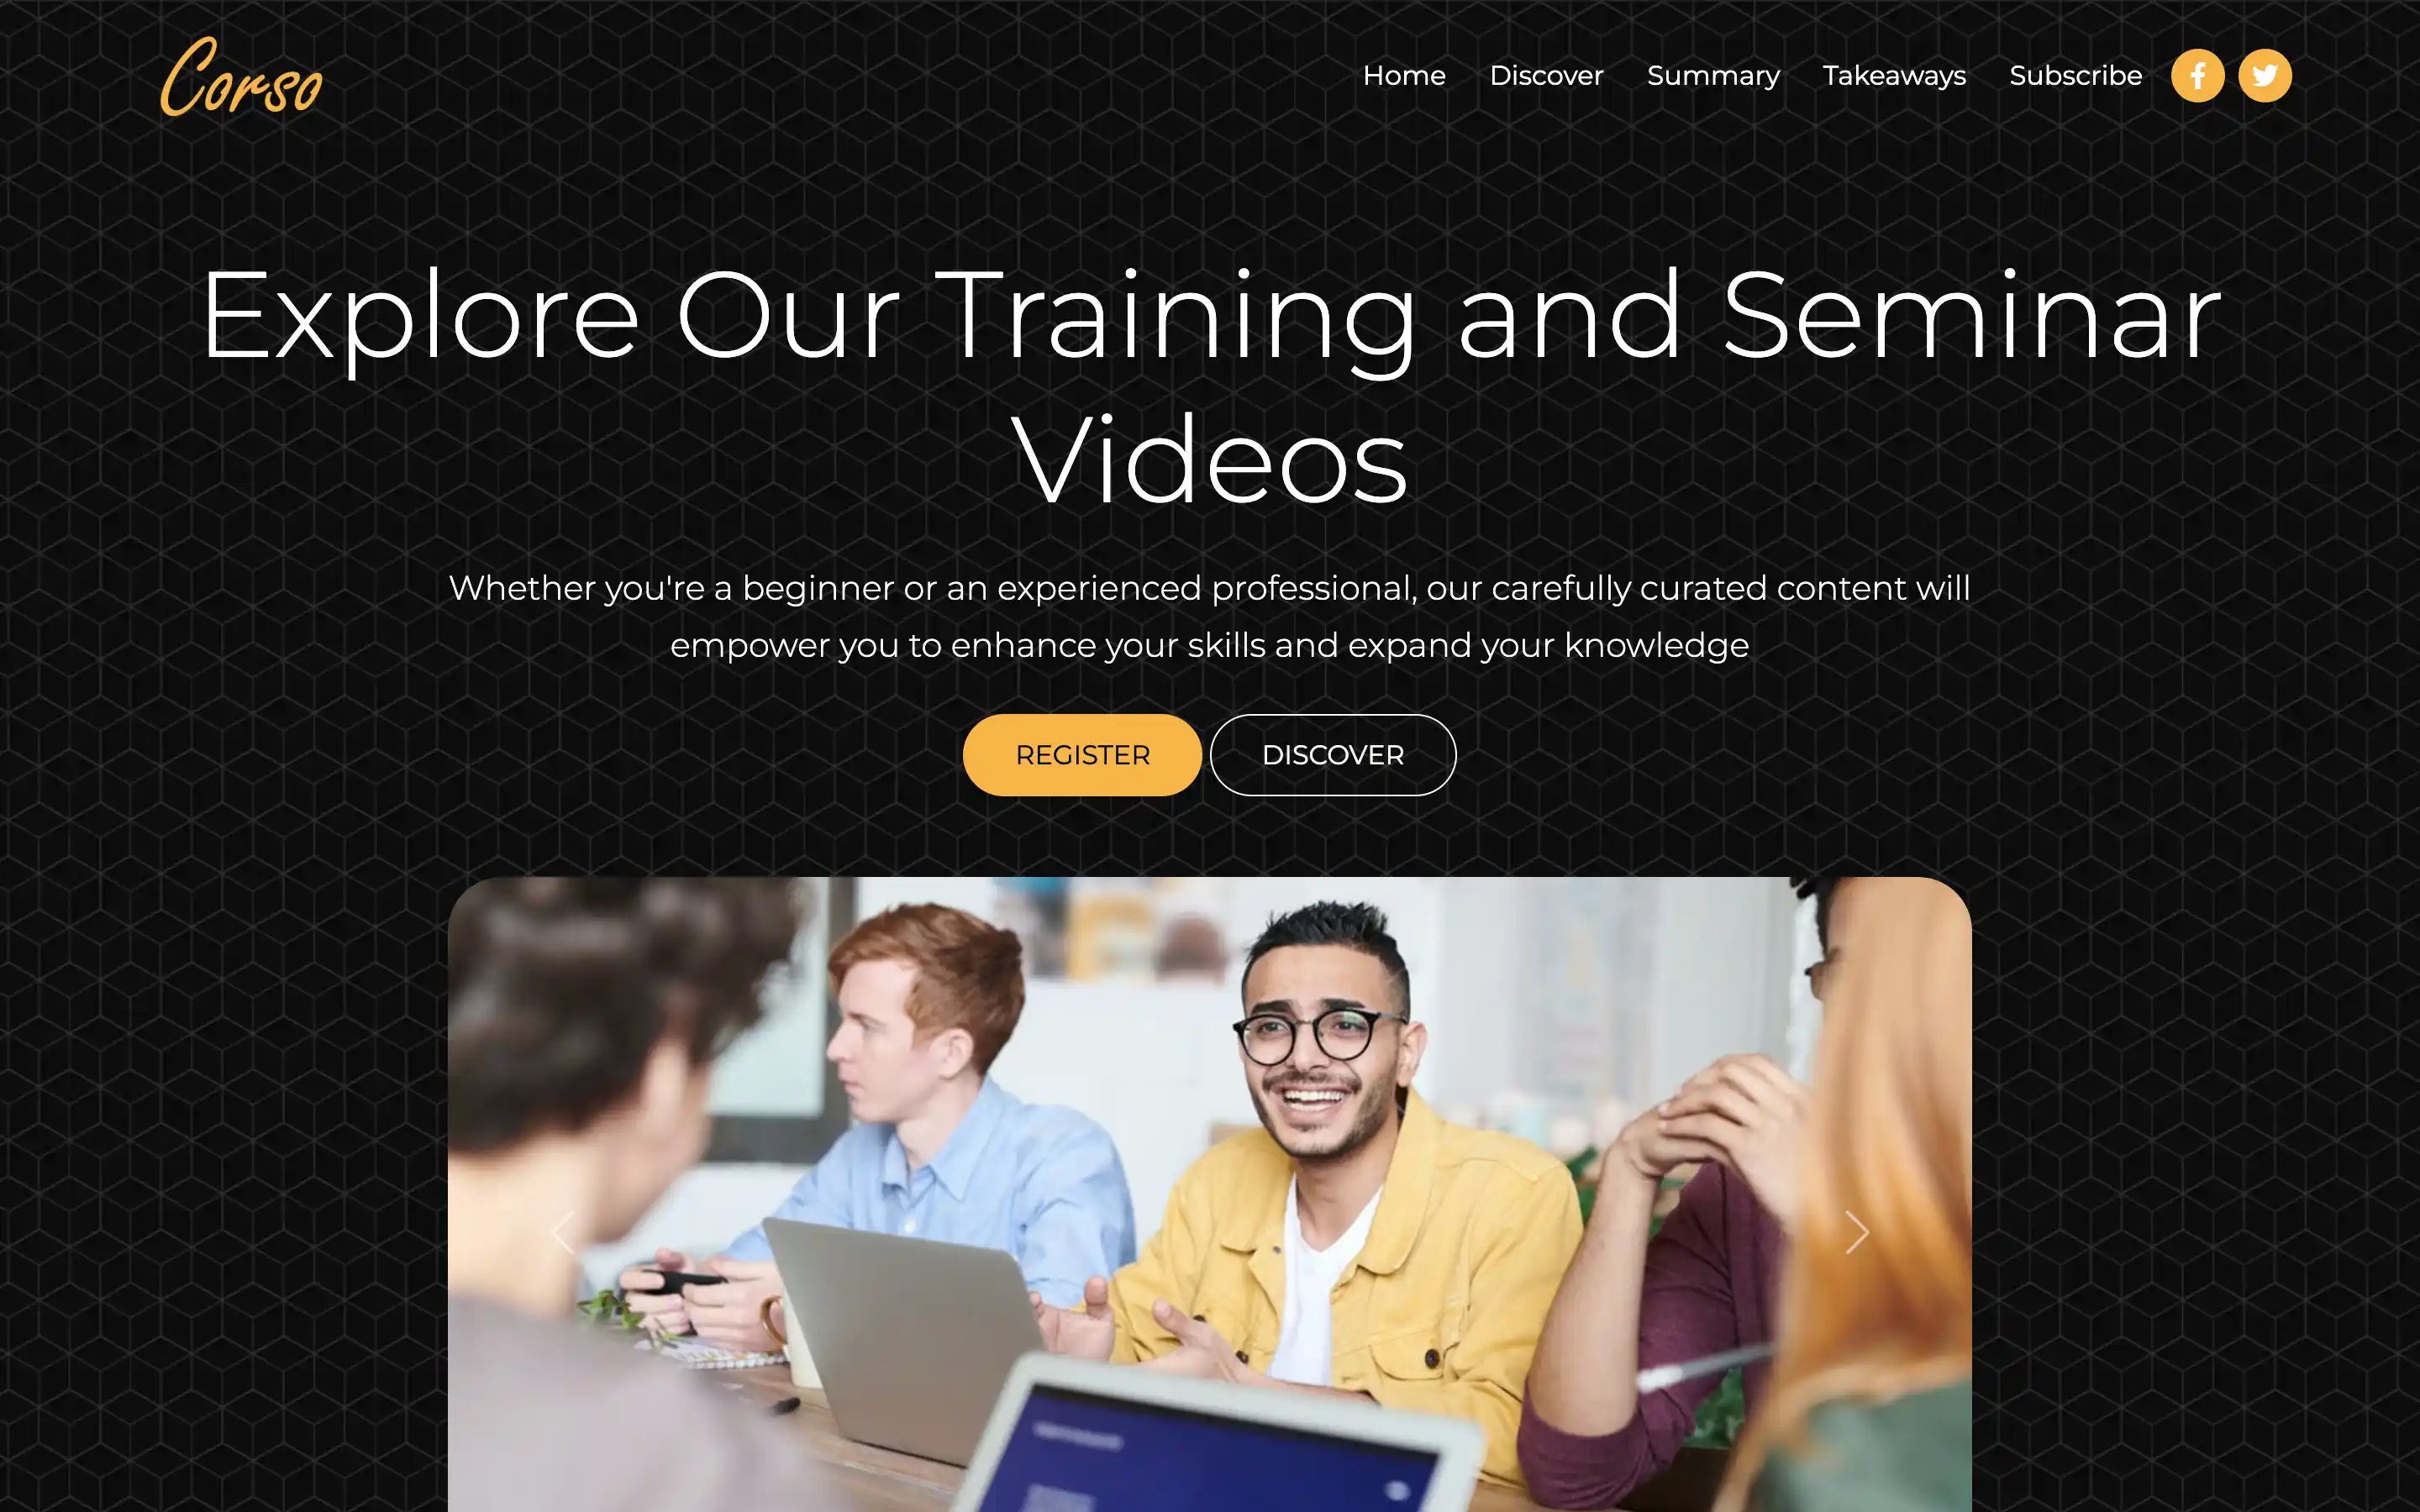 Corso
Home Discover Summary Takeaways Subscribe
Explore Our Training and Seminar
Videos
Whether you're a beginner or an experienced professional, our carefully curated content will
empower you to enhance your skills and expand your knowledge
REGISTER DISCOVER